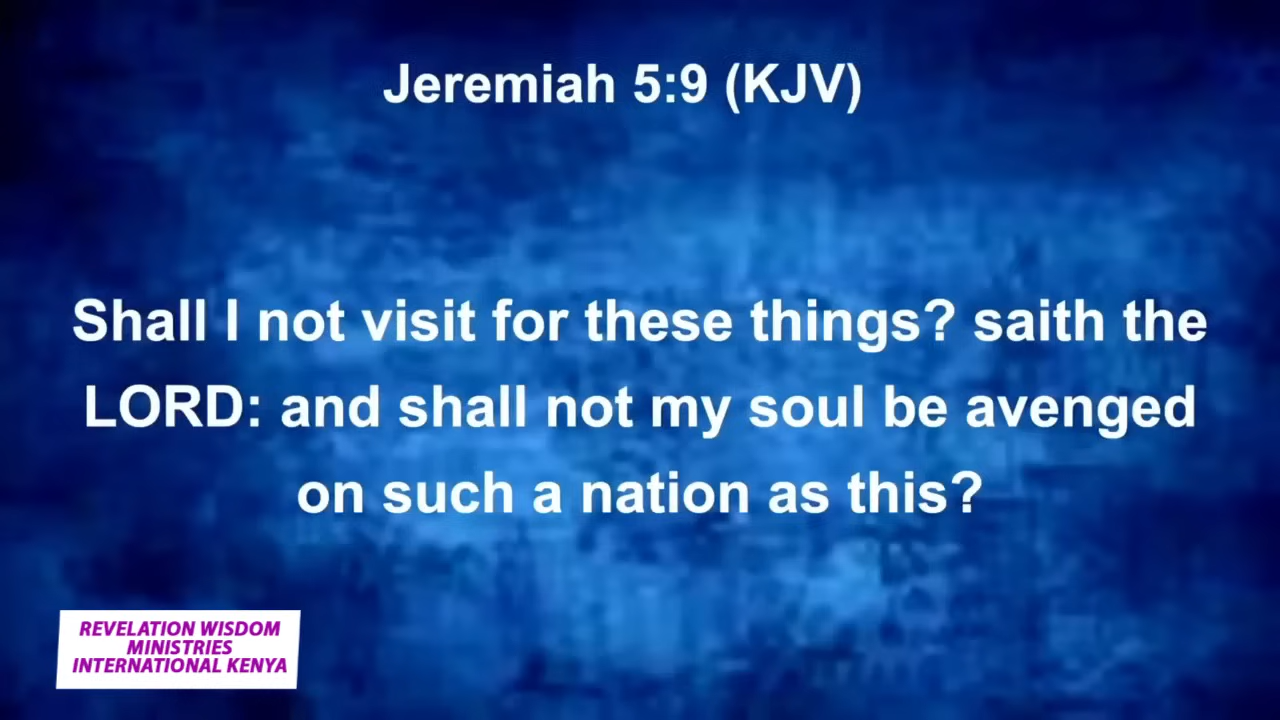 Jeremiah 5:9 (KJV)
Shall I not visit for these things? saith the
LORD: and shall not my soul be avenged
on such a nation as this?
REVELATION WISDOM
MINISTRIES
INTERNATIONAL KENYA